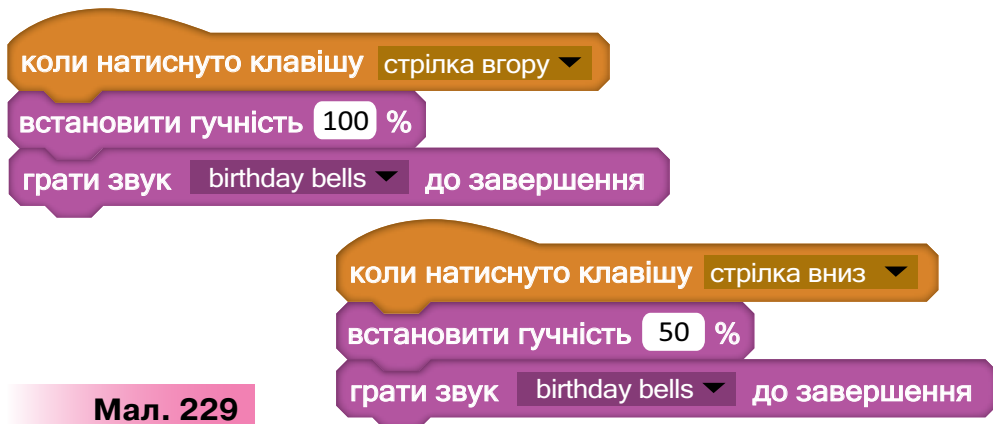 коли натиснуто клавішу стрілка вгору
встановити гучність 100 %
грати звук birthday bells до завершення
коли натиснуто клавішу стрілка вниз
встановити гучність 50 %
грати звук birthday bells до завершення
Мал. 229